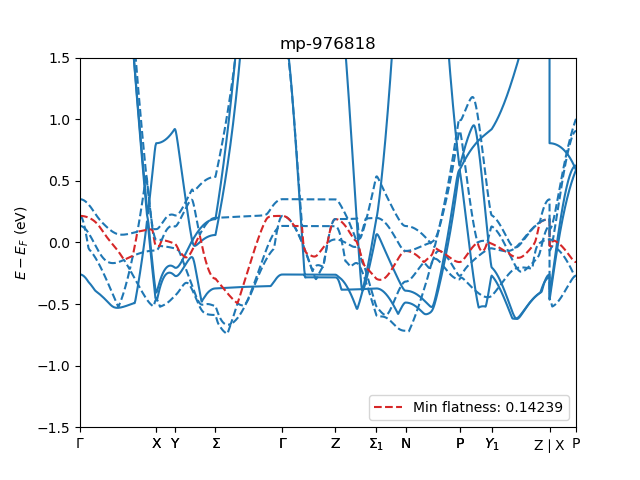 mp-976818
E − E_F (eV)
1.5
1.0
0.5
0.0
−0.5
−1.0
−1.5
Min flatness: 0.14239
Γ X Y Σ Γ Z Σ₁ N P Y₁ Z | X P